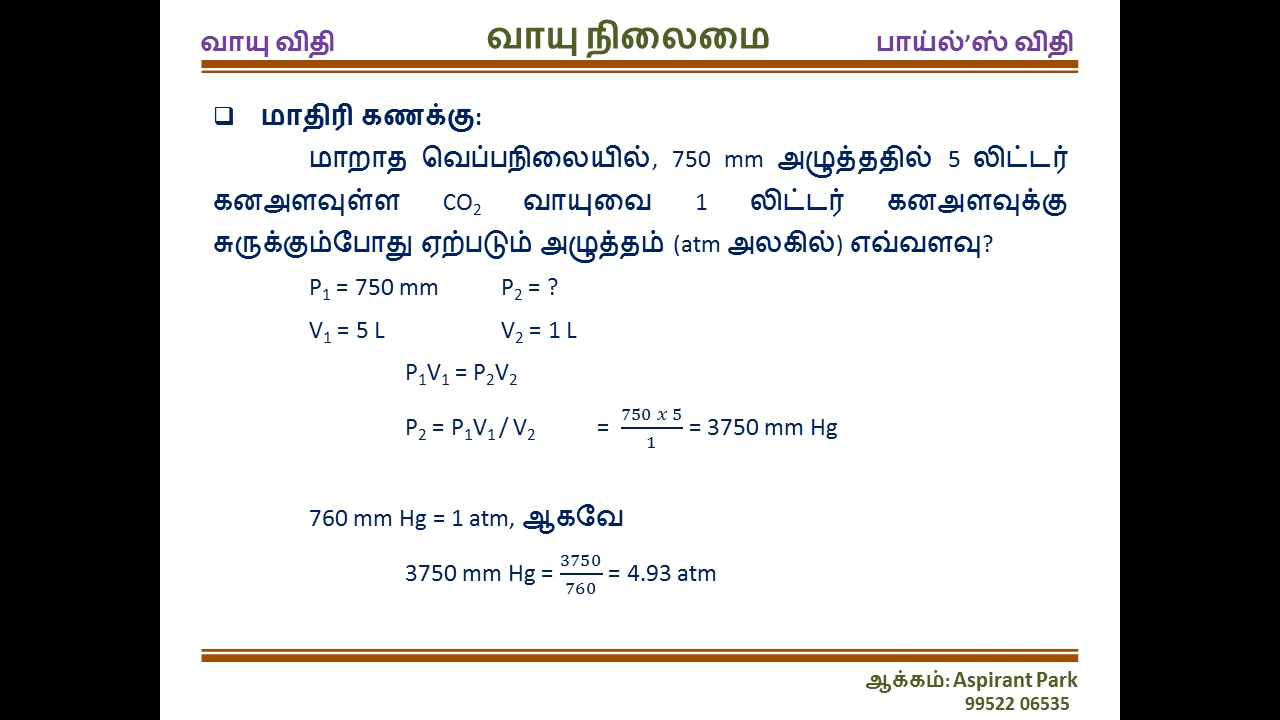 வாயு விதி வாயு நிலைமை பாய்ல்’ஸ் விதி
❑ மாதிரி கணக்கு:
மாறாத வெப்பநிலையில், 750 mm அழுத்ததில் 5 லிட்டர்
கனஅளவுள்ள CO₂ வாயுவை 1 லிட்டர் கனஅளவுக்கு
சுருக்கும்போது ஏற்படும் அழுத்தம் (atm அலகில்) எவ்வளவு?
P₁ = 750 mm P₂ = ?
V₁ = 5 L V₂ = 1 L
P₁V₁ = P₂V₂
P₂ = P₁V₁ / V₂ = \frac{750 x 5}{1} = 3750 mm Hg
760 mm Hg = 1 atm, ஆகவே
3750 mm Hg = \frac{3750}{760} = 4.93 atm
ஆக்கம்: Aspirant Park
99522 06535